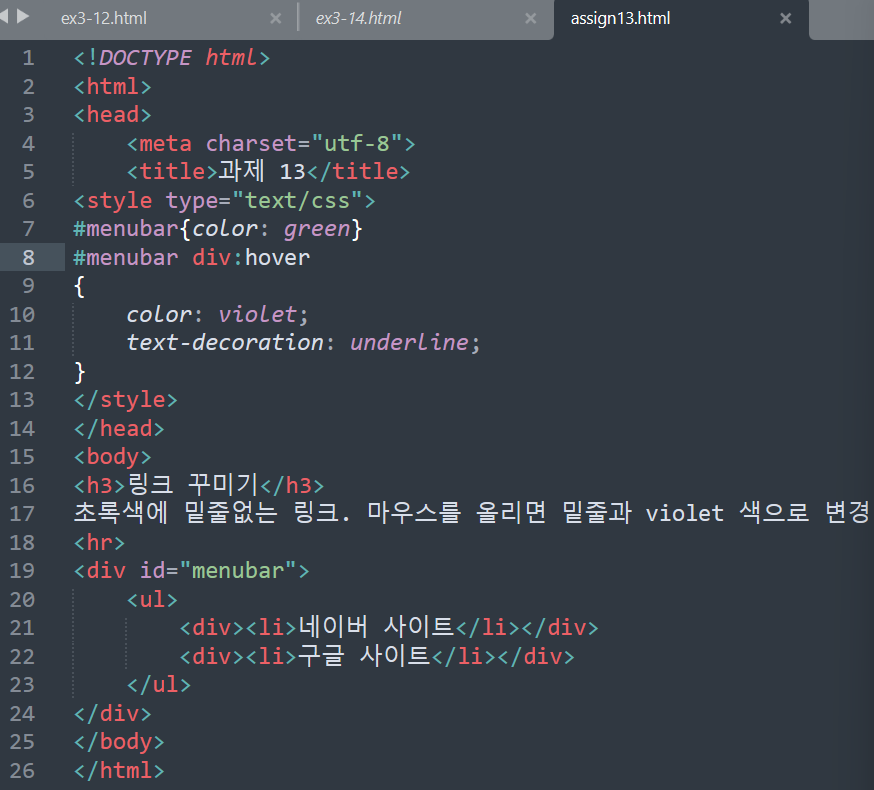 ex3-12.html × ex3-14.html × assign13.html ×
1 <!DOCTYPE html>
2 <html>
3 <head>
4 <meta charset="utf-8">
5 <title>과제 13</title>
6 <style type="text/css">
7 #menubar{color: green}
8 #menubar div:hover
9 {
10 color: violet;
11 text-decoration: underline;
12 }
13 </style>
14 </head>
15 <body>
16 <h3>링크 꾸미기</h3>
17 초록색에 밑줄없는 링크. 마우스를 올리면 밑줄과 violet 색으로 변경
18 <hr>
19 <div id="menubar">
20 <ul>
21 <div><li>네이버 사이트</li></div>
22 <div><li>구글 사이트</li></div>
23 </ul>
24 </div>
25 </body>
26 </html>